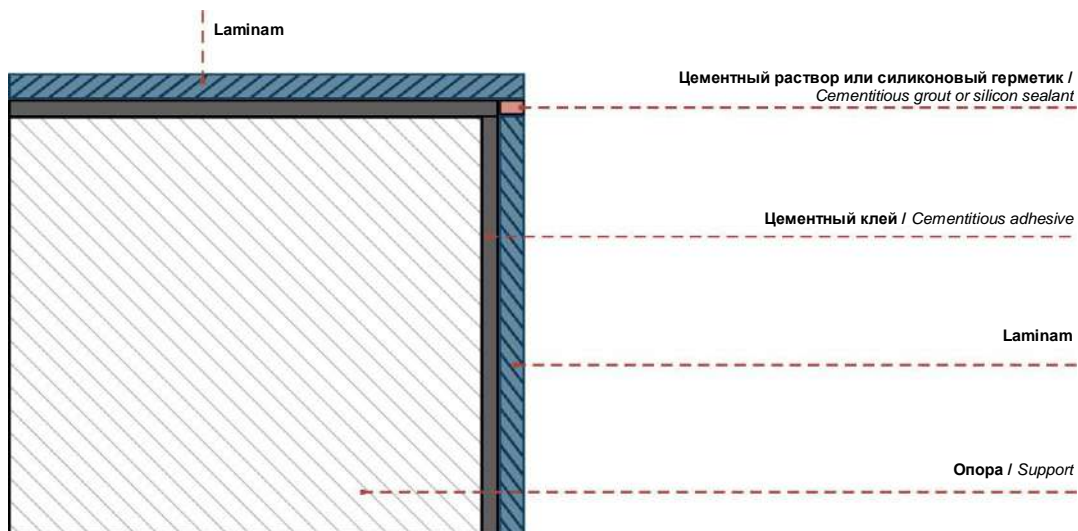 Laminam
Цементный раствор или силиконовый герметик /
Cementitious grout or silicon sealant
Цементный клей / Cementitious adhesive
Laminam
Опора / Support